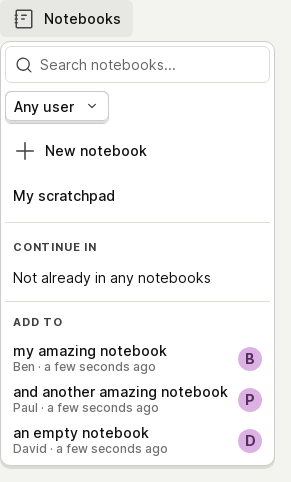 Notebooks
Search notebooks...
Any user
New notebook
My scratchpad
CONTINUE IN
Not already in any notebooks
ADD TO
my amazing notebook
Ben · a few seconds ago
B
and another amazing notebook
Paul · a few seconds ago
P
an empty notebook
David · a few seconds ago
D